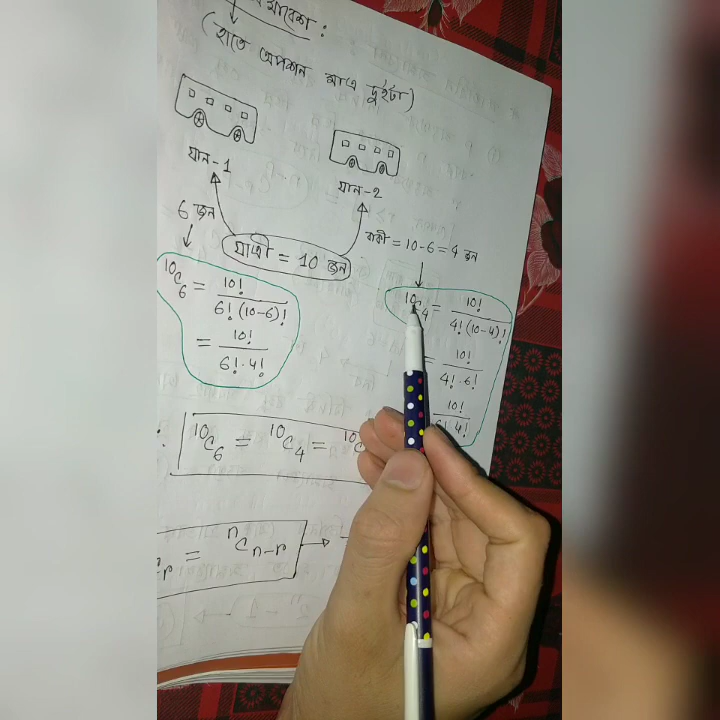 (হাতে অপশন মাত্র দুইটা)
যান-1
যান-2
6 জন
যাত্রী = 10 জন
বাকী = 10-6 = 4 জন
¹⁰C₆ = 10! / 6!·(10-6)!
= 10! / 6!·4!
¹⁰C₄ = 10! / 4!·(10-4)!
= 10! / 4!·6!
10! / 6!·4!
¹⁰C₆ = ¹⁰C₄ = ¹⁰C
= ⁿCₙ₋ᵣ →